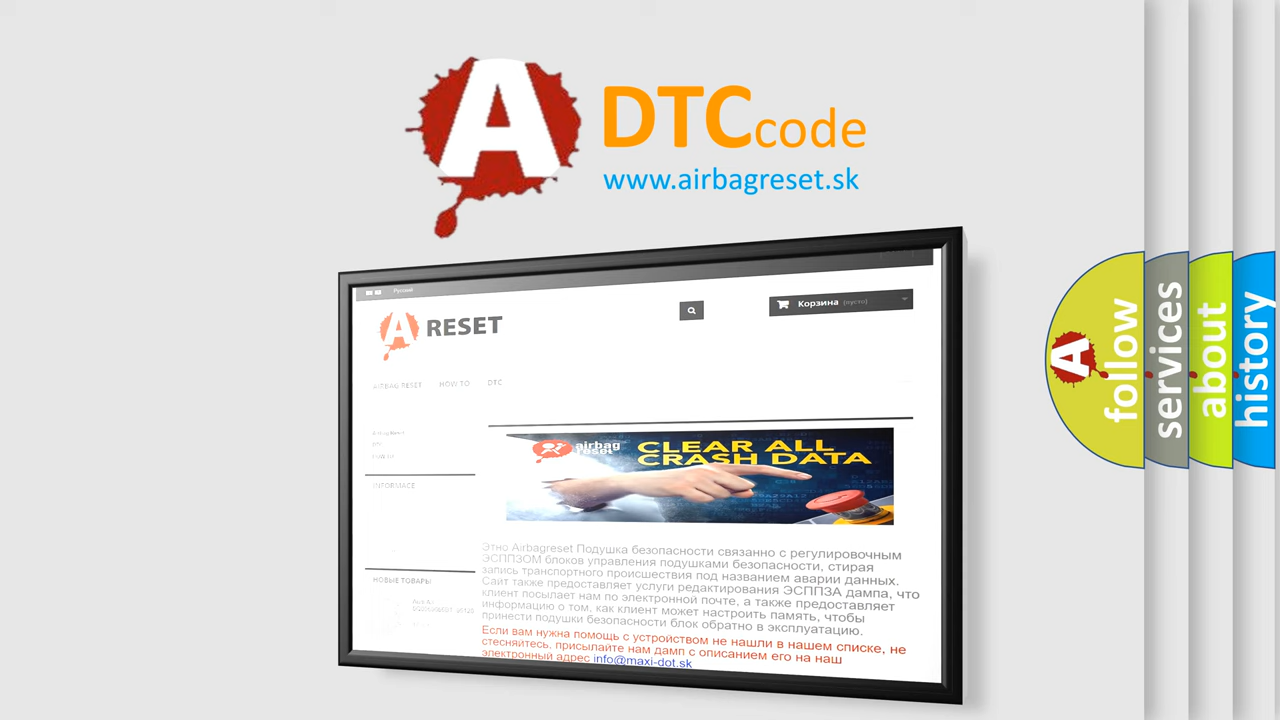 A DTCcode
www.airbagreset.sk
Русский
A RESET
Корзина (пусто)
AIRBAG RESET HOW TO DTC
Airbag Reset
DTC
INFORMACE
airbag
reset
CLEAR ALL
CRASH DATA
Этно Airbagreset Подушка безопасности связанно с регулировочным
ЭСППЗОМ блоков управления подушками безопасности, стирая
запись транспортного происшествия под названием аварии данных.
Сайт также предоставляет услуги редактирования ЭСППЗА дампа, что
клиент посылает нам по электронной почте, а также предоставляет
информацию о том, как клиент может настроить память, чтобы
принести подушки безопасности блок обратно в эксплуатацию.
Если вам нужна помощь с устройством не нашли в нашем списке, не
стесняйтесь, присылайте нам дамп с описанием его на наш
электронный адрес info@maxi-dot.sk
НОВЫЕ ТОВАРЫ
A follow
services
about
history